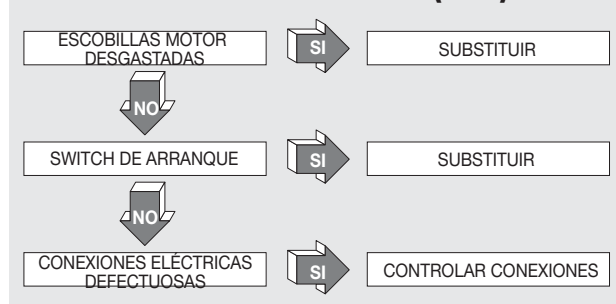 ESCOBILLAS MOTOR
DESGASTADAS
SI
SUBSTITUIR
NO
SWITCH DE ARRANQUE
SI
SUBSTITUIR
NO
CONEXIONES ELÉCTRICAS
DEFECTUOSAS
SI
CONTROLAR CONEXIONES